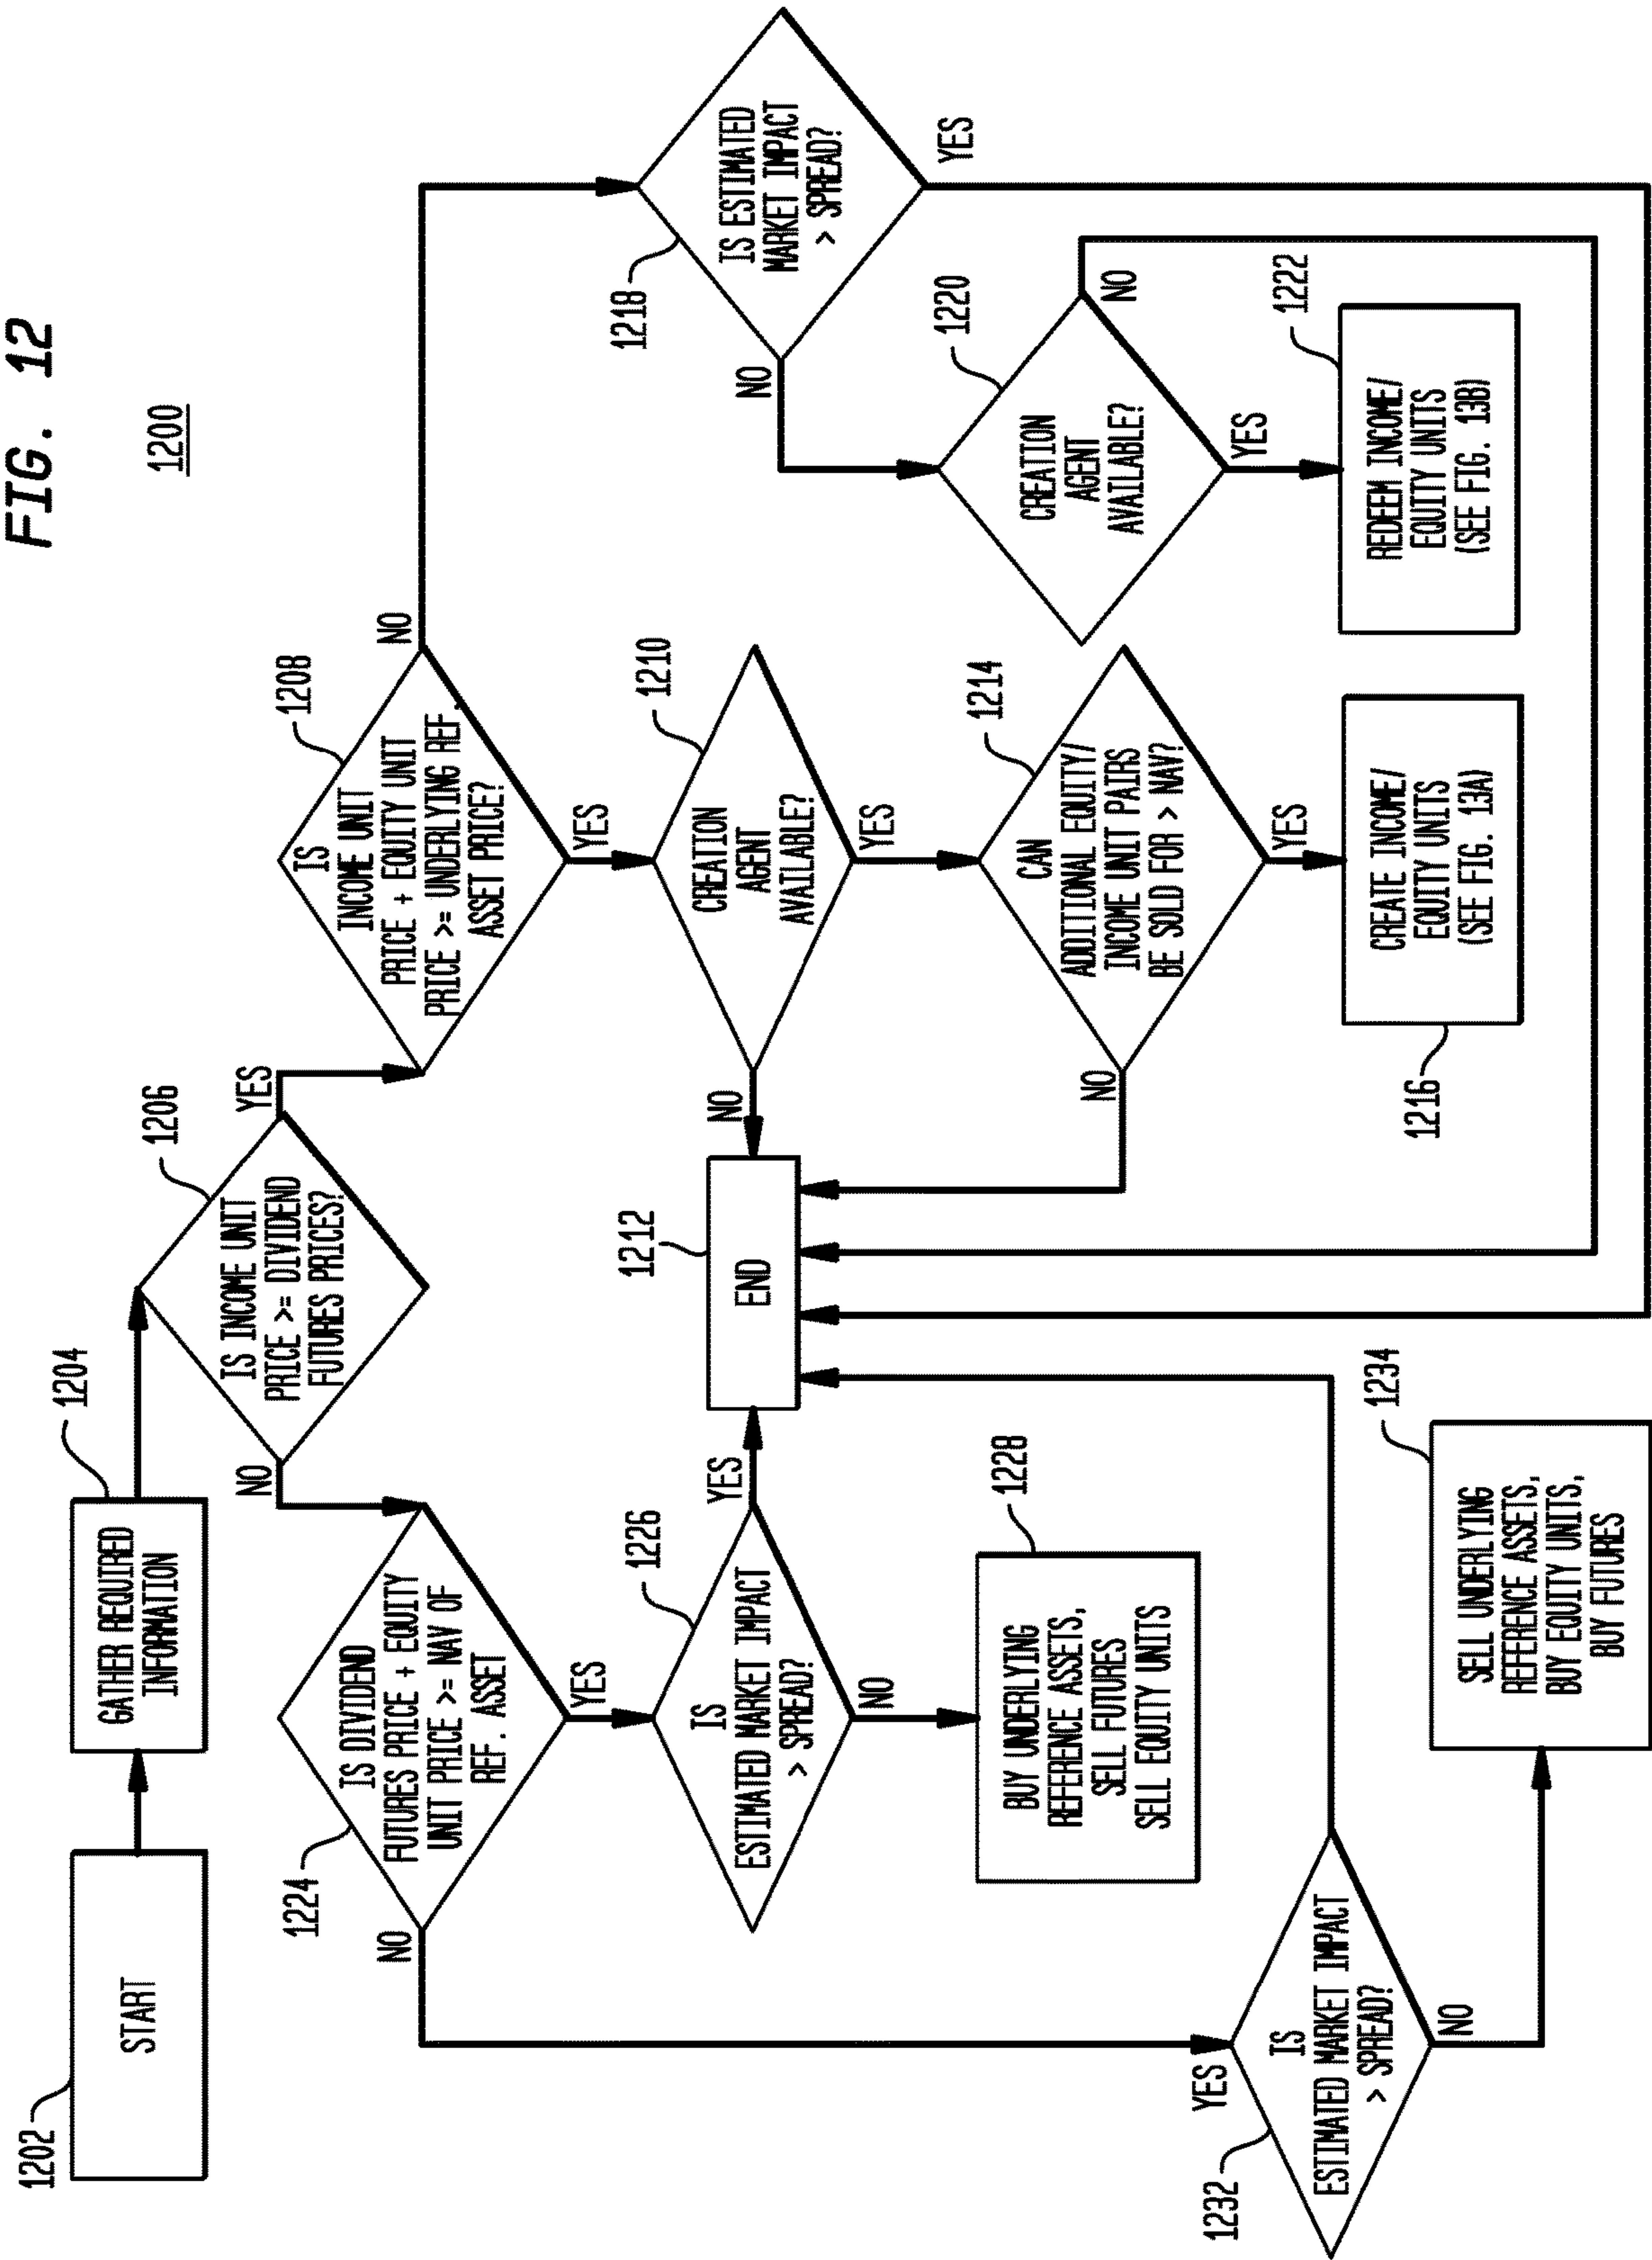 FIG. 12
1200
1202
START
1204
GATHER REQUIRED
INFORMATION
1206
IS INCOME UNIT
PRICE >= DIVIDEND
FUTURES PRICES?
NO
YES
1224
IS DIVIDEND
FUTURES PRICE + EQUITY
UNIT PRICE >= NAV OF
REF. ASSET
NO
YES
1208
IS
INCOME UNIT
PRICE + EQUITY UNIT
PRICE >= UNDERLYING REF.
ASSET PRICE?
NO
YES
1226
IS
ESTIMATED MARKET IMPACT
> SPREAD?
YES
NO
1212
END
1210
CREATION
AGENT
AVAILABLE?
NO
YES
1218
IS ESTIMATED
MARKET IMPACT
> SPREAD?
NO
YES
1228
BUY UNDERLYING
REFERENCE ASSETS,
SELL FUTURES
SELL EQUITY UNITS
1214
CAN
ADDITIONAL EQUITY/
INCOME UNIT PAIRS
BE SOLD FOR > NAV?
NO
YES
1220
CREATION
AGENT
AVAILABLE?
NO
YES
1232
IS
ESTIMATED MARKET IMPACT
> SPREAD?
YES
NO
1216
CREATE INCOME/
EQUITY UNITS
(SEE FIG. 13A)
1222
REDEEM INCOME/
EQUITY UNITS
(SEE FIG. 13B)
1234
SELL UNDERLYING
REFERENCE ASSETS,
BUY EQUITY UNITS,
BUY FUTURES